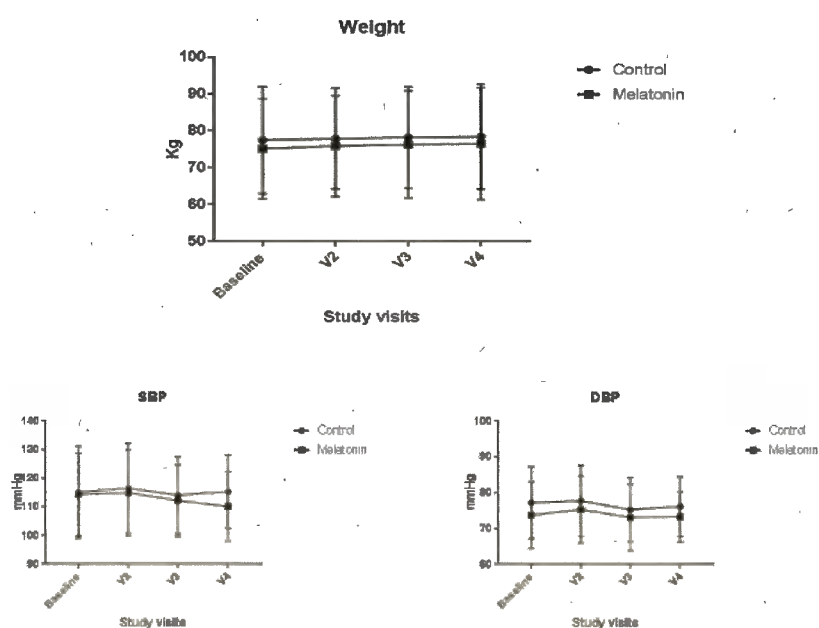 Weight
100
90
80
70
60
50
Kg
Control
Melatonin
Baseline
V2
V3
V4
Study visits
SBP
140
130
120
110
100
90
mmHg
Control
Melatonin
Baseline
V2
V3
V4
Study visits
DBP
100
90
80
70
60
mmHg
Control
Melatonin
Baseline
V2
V3
V4
Study visits